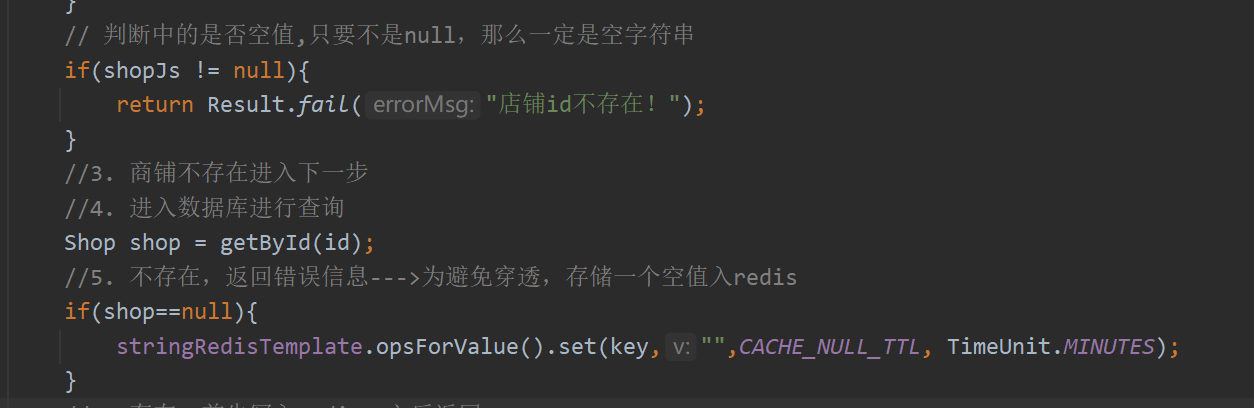 }
// 判断中的是否空值,只要不是null，那么一定是空字符串
if(shopJs != null){
return Result.fail( errorMsg: "店铺id不存在！");
}
//3. 商铺不存在进入下一步
//4. 进入数据库进行查询
Shop shop = getById(id);
//5. 不存在，返回错误信息--->为避免穿透，存储一个空值入redis
if(shop==null){
stringRedisTemplate.opsForValue().set(key, v: "",CACHE_NULL_TTL, TimeUnit.MINUTES);
}